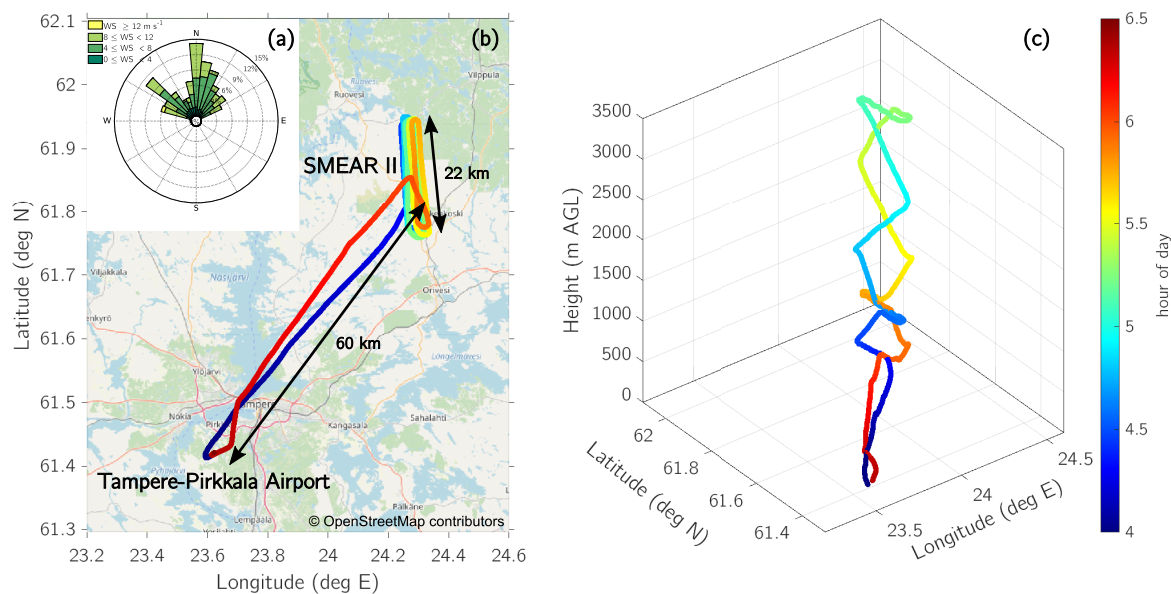 WS ≥ 12 m s⁻¹
8 ≤ WS < 12
4 ≤ WS < 8
0 ≤ WS < 4
(a)
N
15%
12%
9%
6%
W
E
S
(b)
62.1
62
61.9
61.8
61.7
61.6
61.5
61.4
61.3
Latitude (deg N)
23.2
23.4
23.6
23.8
24
24.2
24.4
24.6
Longitude (deg E)
Vilppula
Ruovesi
Ruovesi
SMEAR II
22 km
koski
Viljakkala
Näsijärvi
Orivesi
enkyrö
60 km
Längelmävesi
Ylöjärvi
Tampere
Nokia
Pirk
Kangasala
Sahalahti
Pyhäjärvi
Tampere-Pirkkala Airport
Pälkäne
Lempäälä
© OpenStreetMap contributors
(c)
3500
3000
2500
2000
1500
1000
500
0
Height (m AGL)
62
61.8
61.6
61.4
Latitude (deg N)
23.5
24
24.5
Longitude (deg E)
6.5
6
5.5
5
4.5
4
hour of day